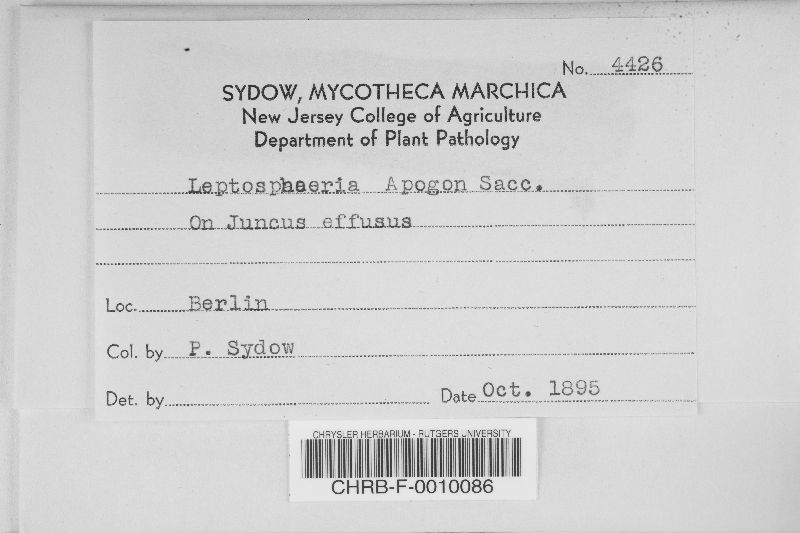 No. 4426
SYDOW, MYCOTHECA MARCHICA
New Jersey College of Agriculture
Department of Plant Pathology
Leptosphaeria Apogon Sacc.
On Juncus effusus
Loc. Berlin
Col. by P. Sydow
Det. by Date Oct. 1895
CHRYSLER HERBARIUM - RUTGERS UNIVERSITY
CHRB-F-0010086